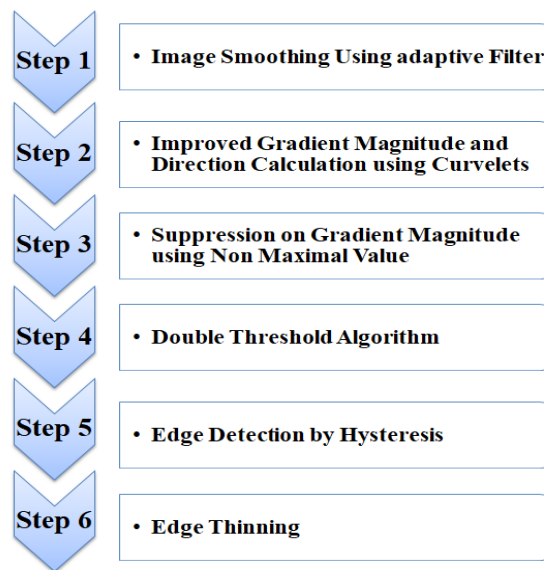 Step 1
• Image Smoothing Using adaptive Filter
Step 2
• Improved Gradient Magnitude and
Direction Calculation using Curvelets
Step 3
• Suppression on Gradient Magnitude
using Non Maximal Value
Step 4
• Double Threshold Algorithm
Step 5
• Edge Detection by Hysteresis
Step 6
• Edge Thinning